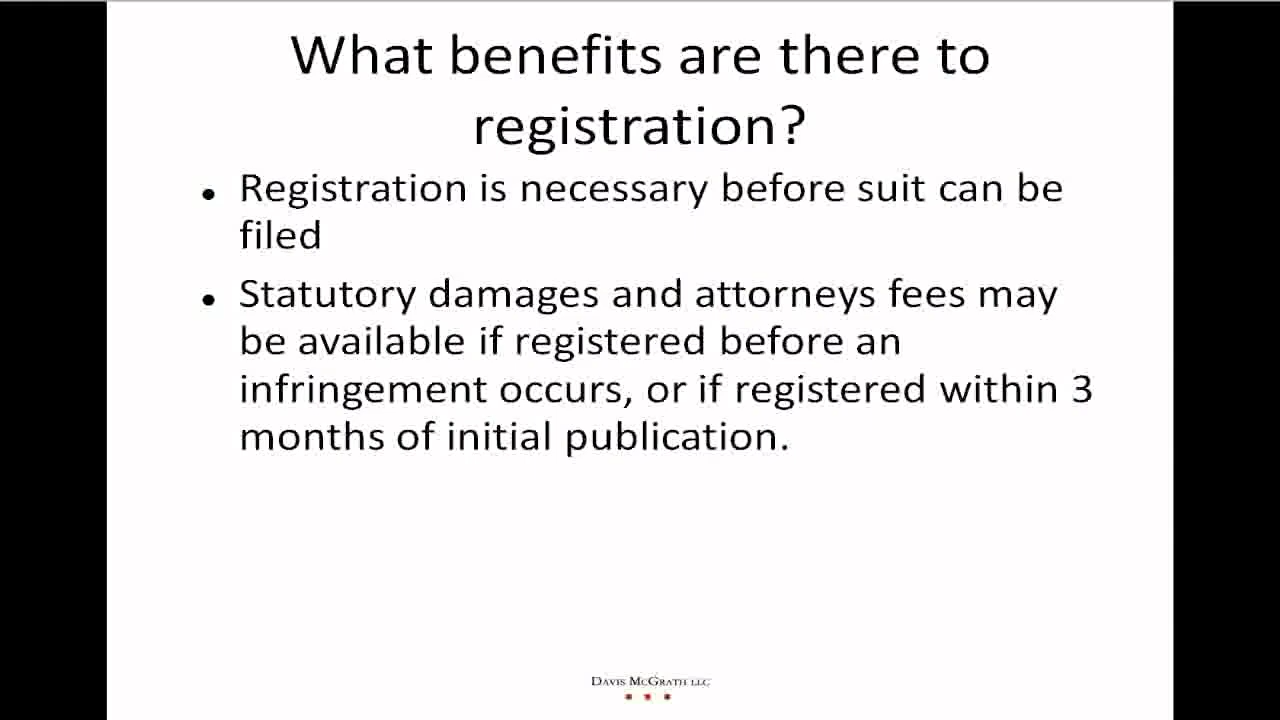 What benefits are there to
registration?
• Registration is necessary before suit can be
filed
• Statutory damages and attorneys fees may
be available if registered before an
infringement occurs, or if registered within 3
months of initial publication.
DAVIS MCGRATH LLC